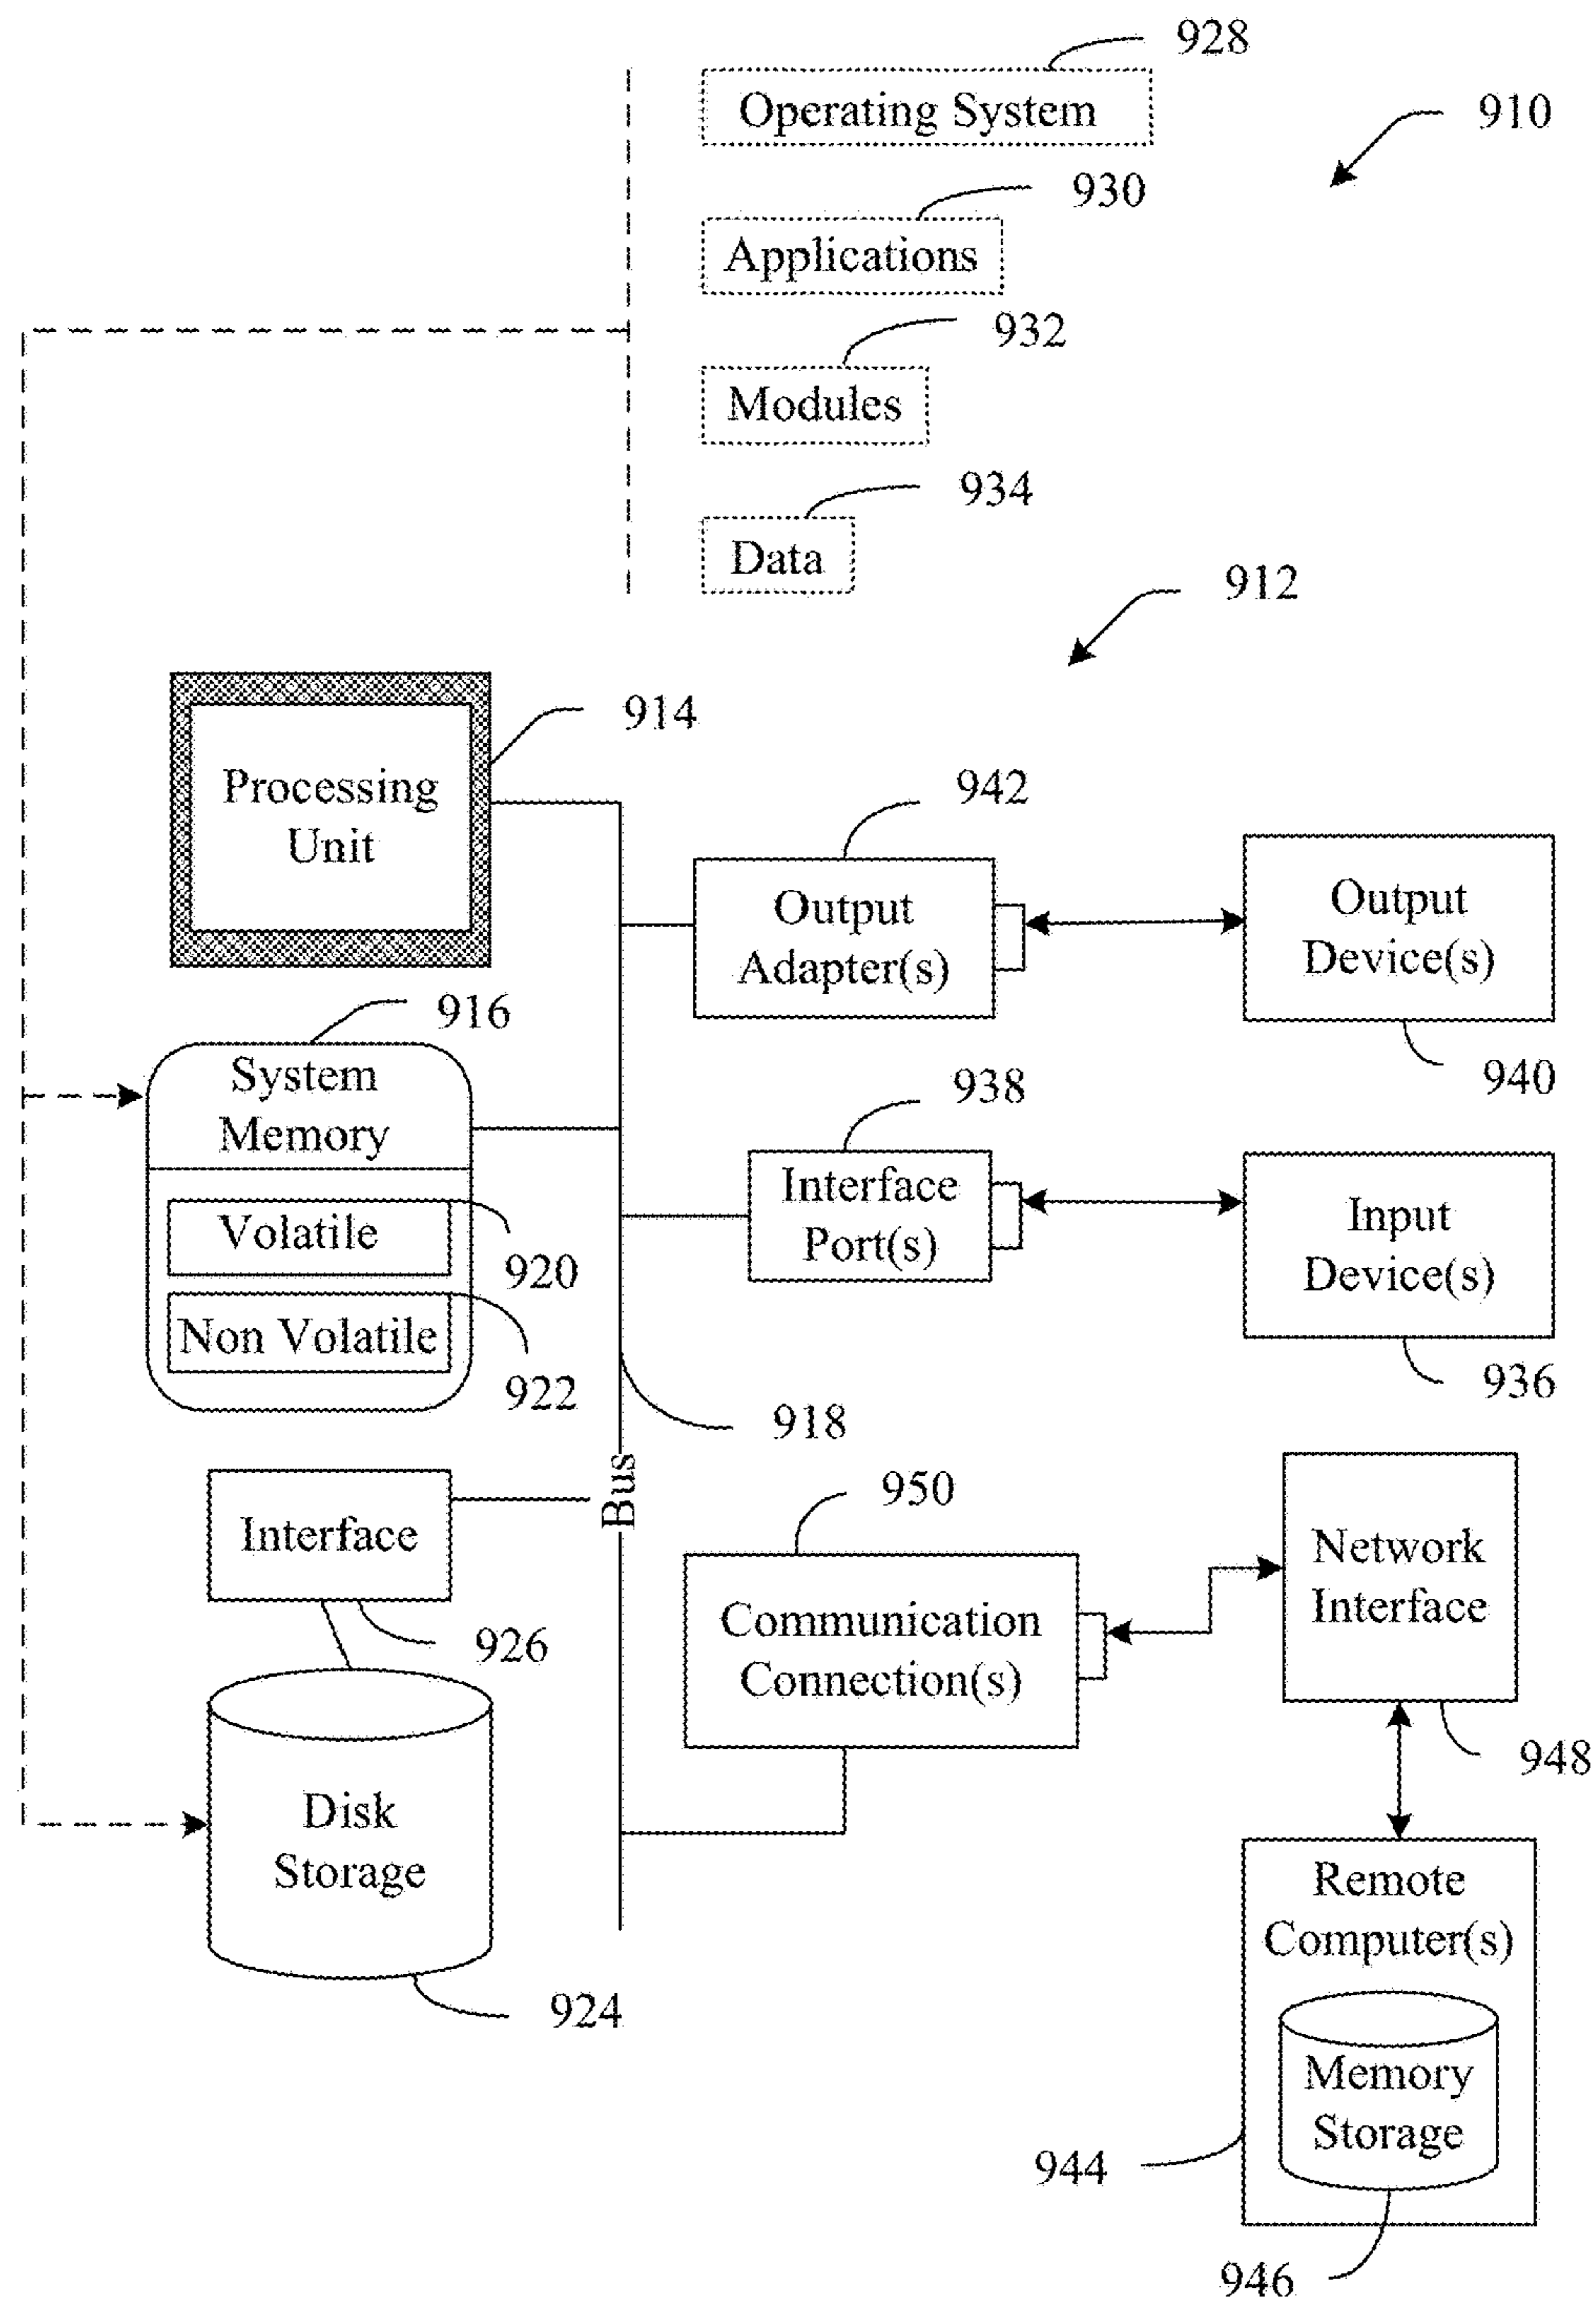 928
Operating System
910
930
Applications
932
Modules
934
Data
912
914
Processing
Unit
942
Output
Adapter(s)
Output
Device(s)
940
916
System
Memory
Volatile
920
Non Volatile
922
938
Interface
Port(s)
Input
Device(s)
936
918
Bus
Interface
926
950
Communication
Connection(s)
Network
Interface
948
Disk
Storage
924
Remote
Computer(s)
Memory
Storage
944
946